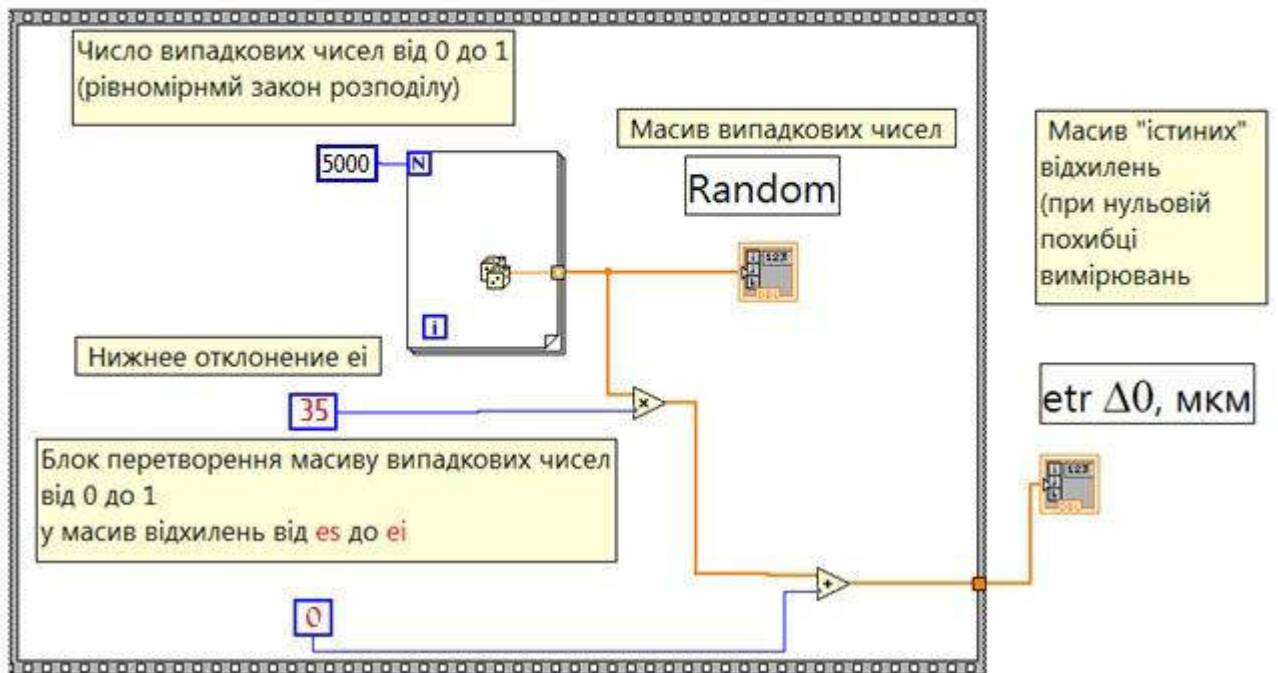 Число випадкових чисел від 0 до 1
(рівномірнмй закон розподілу)
5000
N
i
Масив випадкових чисел
Random
Масив "істиних"
відхилень
(при нульовій
похибці
вимірювань
Нижнее отклонение ei
35
etr Δ0, мкм
Блок перетворення масиву випадкових чисел
від 0 до 1
у масив відхилень від es до ei
0